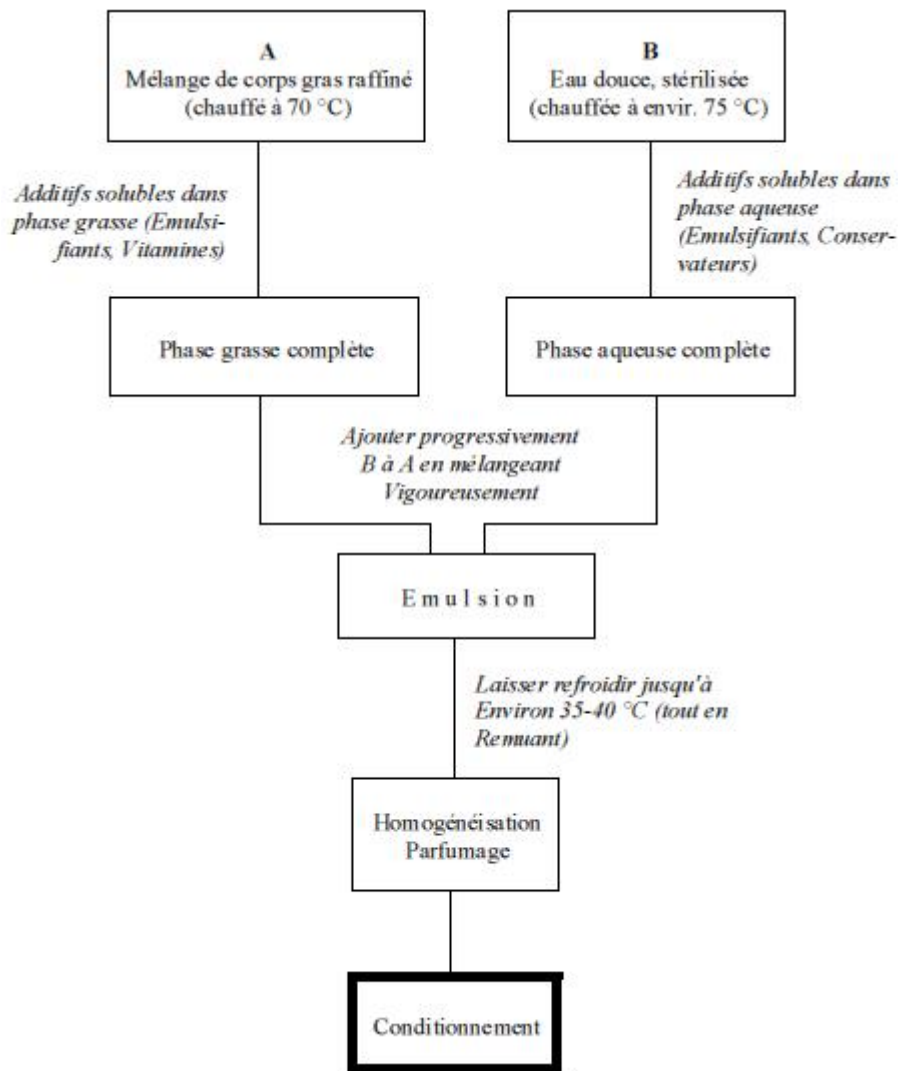 A
Mélange de corps gras raffiné
(chauffé à 70 °C)
B
Eau douce, stérilisée
(chauffée à envir. 75 °C)
Additifs solubles dans
phase grasse (Emulsi-
fiants, Vitamines)
Additifs solubles dans
phase aqueuse
(Emulsifiants, Conser-
vateurs)
Phase grasse complète
Phase aqueuse complète
Ajouter progressivement
B à A en mélangeant
Vigoureusement
E m u l s i o n
Laisser refroidir jusqu'à
Environ 35-40 °C (tout en
Remuant)
Homogénéisation
Parfumage
Conditionnement